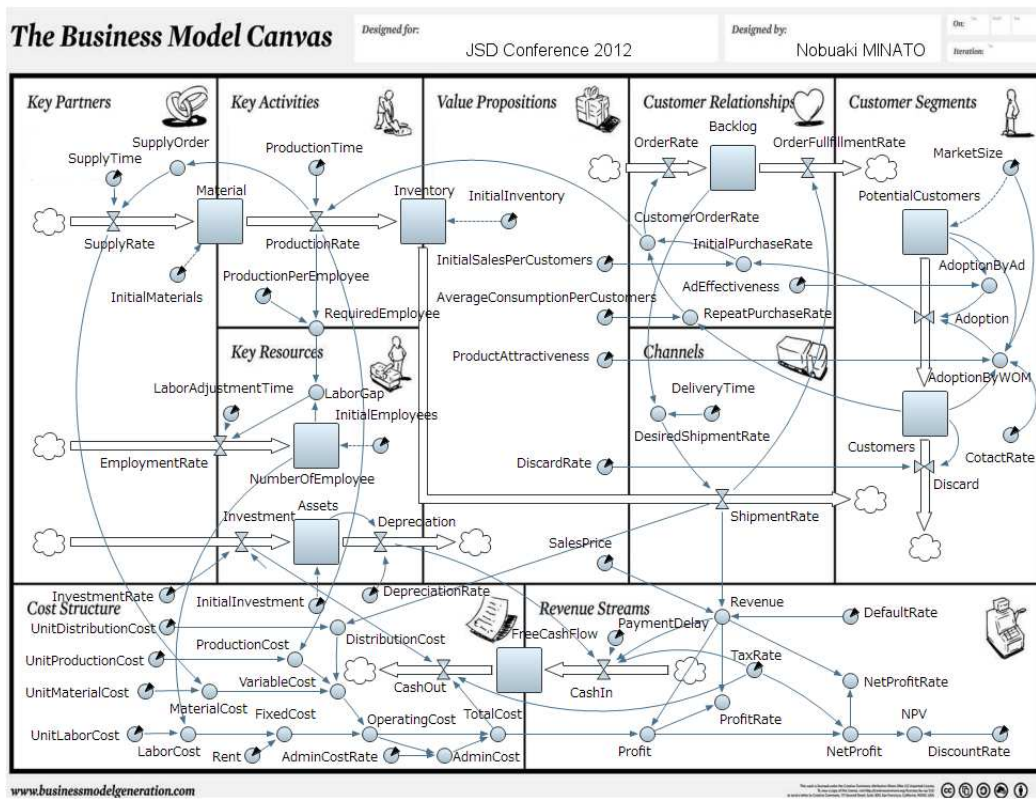 The Business Model Canvas
Designed for:
JSD Conference 2012
Designed by:
Nobuaki MINATO
On:
Iteration:
Key Partners
Key Activities
Value Propositions
Customer Relationships
Customer Segments
SupplyOrder
SupplyTime
ProductionTime
Backlog
OrderRate
OrderFullfillmentRate
MarketSize
Material
Inventory
InitialInventory
PotentialCustomers
SupplyRate
ProductionRate
CustomerOrderRate
InitialPurchaseRate
InitialMaterials
ProductionPerEmployee
InitialSalesPerCustomers
AdoptionByAd
AdEffectiveness
AverageConsumptionPerCustomers
RepeatPurchaseRate
RequiredEmployee
Adoption
Key Resources
Channels
ProductAttractiveness
AdoptionByWOM
LaborAdjustmentTime
LaborGap
DeliveryTime
InitialEmployees
DesiredShipmentRate
Customers
EmploymentRate
DiscardRate
CotactRate
NumberOfEmployee
Discard
Assets
Investment
Depreciation
ShipmentRate
SalesPrice
InvestmentRate
InitialInvestment
DepreciationRate
Cost Structure
Revenue Streams
Revenue
DefaultRate
UnitDistributionCost
DistributionCost
FreeCashFlow
PaymentDelay
ProductionCost
UnitProductionCost
TaxRate
VariableCost
CashOut
CashIn
NetProfitRate
UnitMaterialCost
MaterialCost
FixedCost
OperatingCost
TotalCost
ProfitRate
NPV
UnitLaborCost
LaborCost
Rent
AdminCostRate
AdminCost
Profit
NetProfit
DiscountRate
www.businessmodelgeneration.com